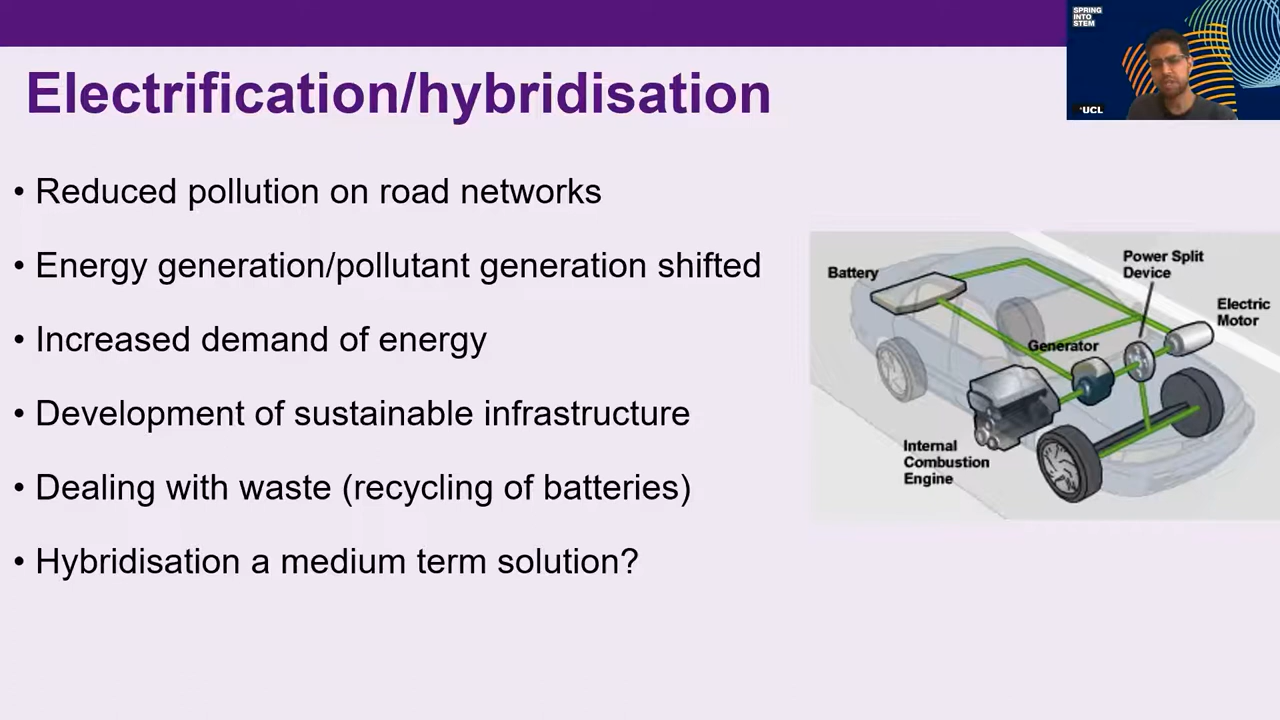 SPRING
INTO
STEM
UCL
Electrification/hybridisation
• Reduced pollution on road networks
• Energy generation/pollutant generation shifted
• Increased demand of energy
• Development of sustainable infrastructure
• Dealing with waste (recycling of batteries)
• Hybridisation a medium term solution?
Battery
Power Split
Device
Electric
Motor
Generator
Internal
Combustion
Engine